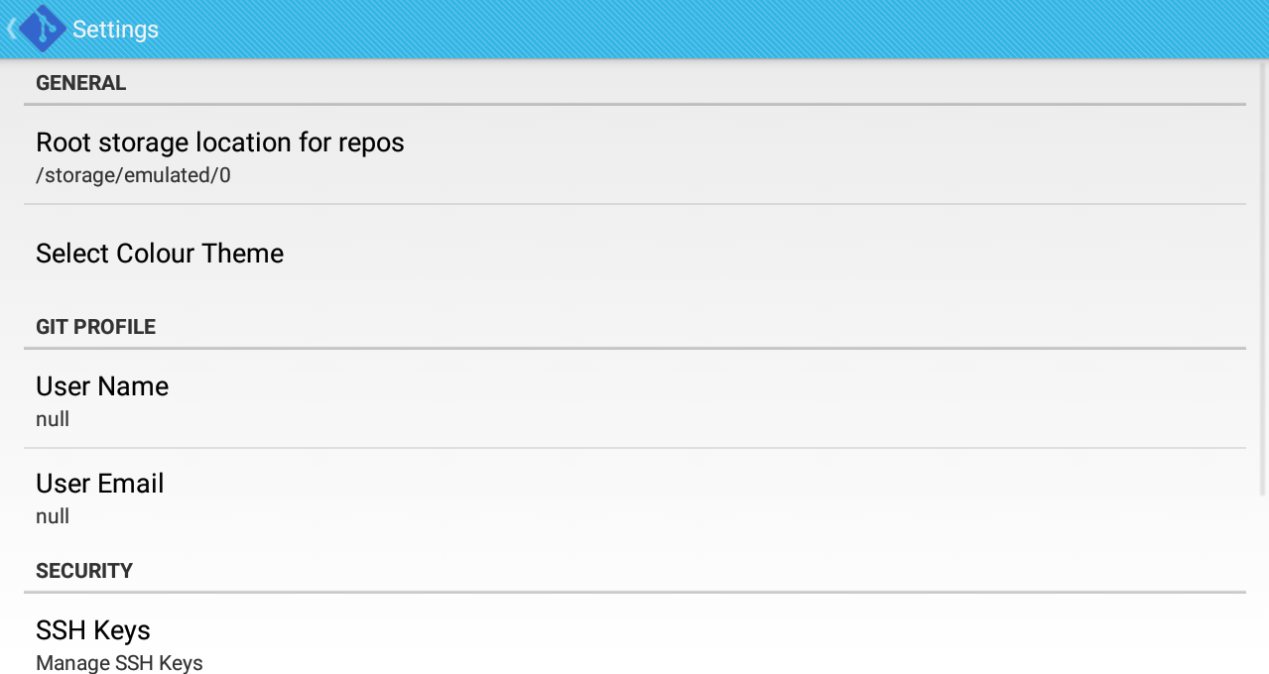 Settings
GENERAL
Root storage location for repos
/storage/emulated/0
Select Colour Theme
GIT PROFILE
User Name
null
User Email
null
SECURITY
SSH Keys
Manage SSH Keys